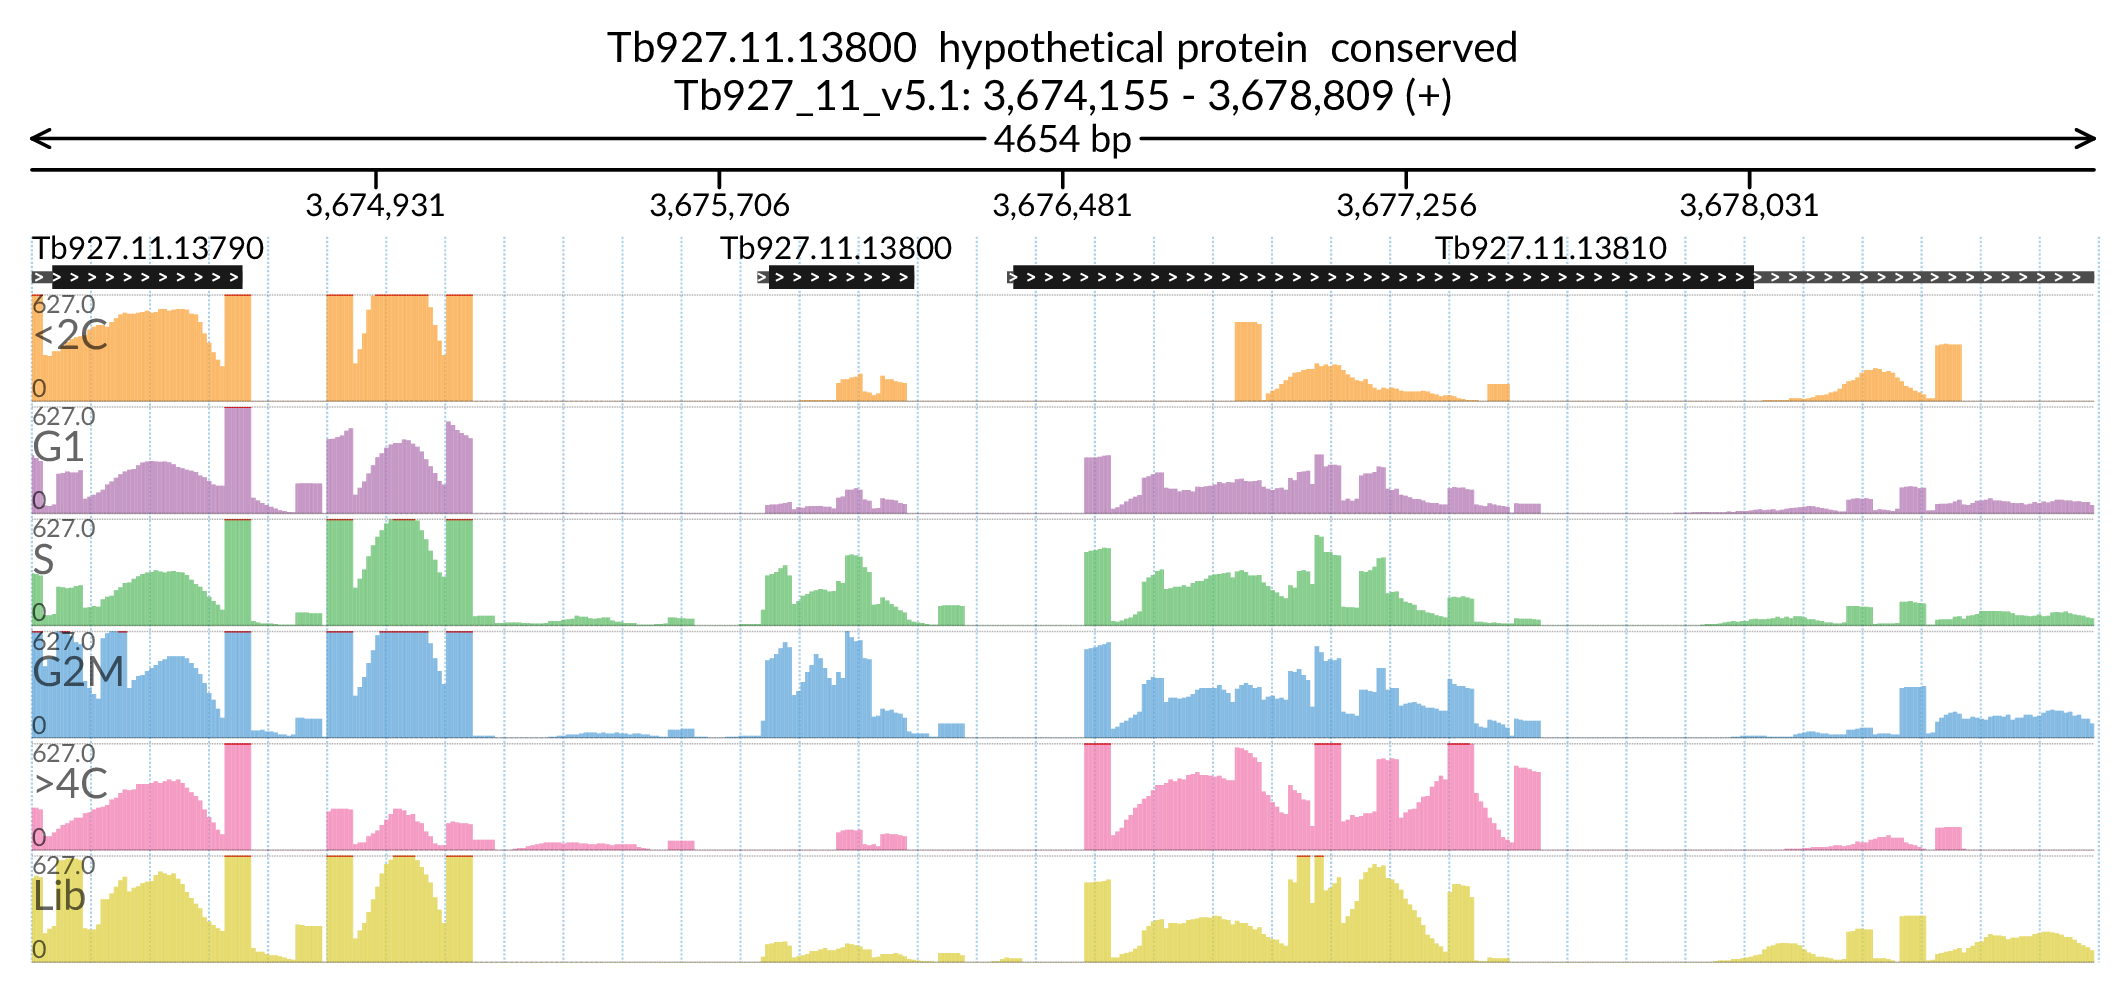 Tb927.11.13800  hypothetical protein  conserved
Tb927_11_v5.1: 3,674,155 - 3,678,809 (+)
4654 bp
3,674,931 3,675,706 3,676,481 3,677,256 3,678,031
Tb927.11.13790 Tb927.11.13800 Tb927.11.13810
627.0
<2C
0
627.0
G1
0
627.0
S
0
627.0
G2M
0
627.0
>4C
0
627.0
Lib
0